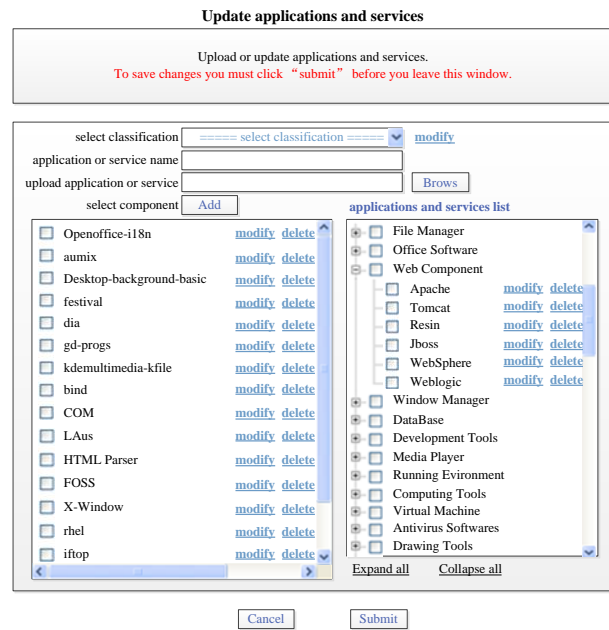 Update applications and services
Upload or update applications and services.
To save changes you must click “submit” before you leave this window.
select classification ===== select classification ===== modify
application or service name
upload application or service Brows
select component Add
applications and services list
Openoffice-i18n modify delete
aumix modify delete
Desktop-background-basic modify delete
festival modify delete
dia modify delete
gd-progs modify delete
kdemultimedia-kfile modify delete
bind modify delete
COM modify delete
LAus modify delete
HTML Parser modify delete
FOSS modify delete
X-Window modify delete
rhel modify delete
iftop modify delete
File Manager
Office Software
Web Component
Apache modify delete
Tomcat modify delete
Resin modify delete
Jboss modify delete
WebSphere modify delete
Weblogic modify delete
Window Manager
DataBase
Development Tools
Media Player
Running Evironment
Computing Tools
Virtual Machine
Antivirus Softwares
Drawing Tools
Expand all Collapse all
Cancel Submit